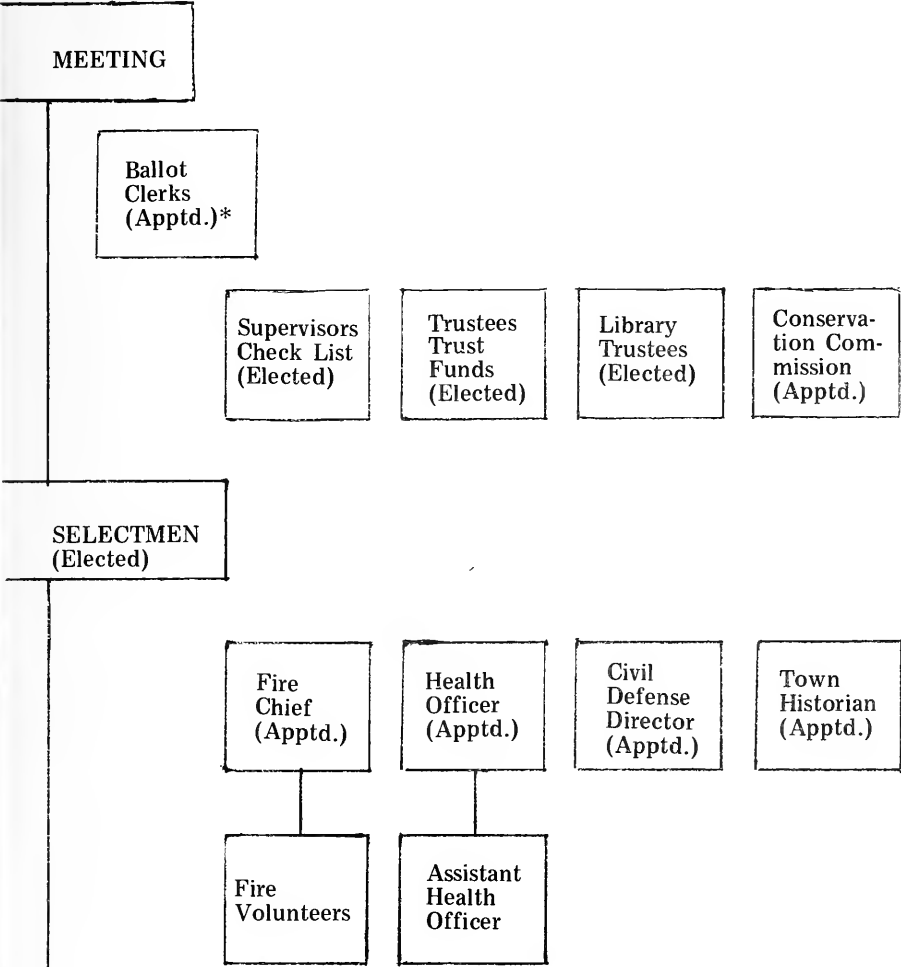 MEETING
Ballot
Clerks
(Apptd.)*
Supervisors
Check List
(Elected)
Trustees
Trust
Funds
(Elected)
Library
Trustees
(Elected)
Conserva-
tion Com-
mission
(Apptd.)
SELECTMEN
(Elected)
Fire
Chief
(Apptd.)
Health
Officer
(Apptd.)
Civil
Defense
Director
(Apptd.)
Town
Historian
(Apptd.)
Fire
Volunteers
Assistant
Health
Officer